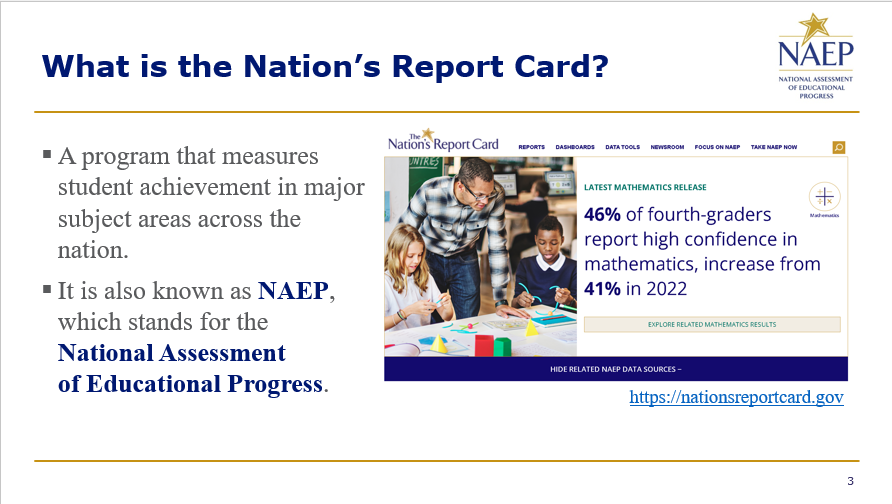 What is the Nation’s Report Card?
NAEP
NATIONAL ASSESSMENT
OF EDUCATIONAL
PROGRESS
▪ A program that measures
student achievement in major
subject areas across the
nation.
▪ It is also known as NAEP,
which stands for the
National Assessment
of Educational Progress.
The
Nation's Report Card
REPORTS DASHBOARDS DATA TOOLS NEWSROOM FOCUS ON NAEP TAKE NAEP NOW
LATEST MATHEMATICS RELEASE
46% of fourth-graders
report high confidence in
mathematics, increase from
41% in 2022
Mathematics
EXPLORE RELATED MATHEMATICS RESULTS
HIDE RELATED NAEP DATA SOURCES –
https://nationsreportcard.gov
3